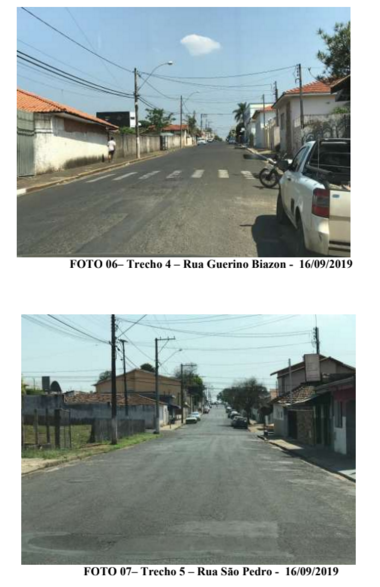 FOTO 06– Trecho 4 – Rua Guerino Biazon - 16/09/2019
FOTO 07– Trecho 5 – Rua São Pedro - 16/09/2019